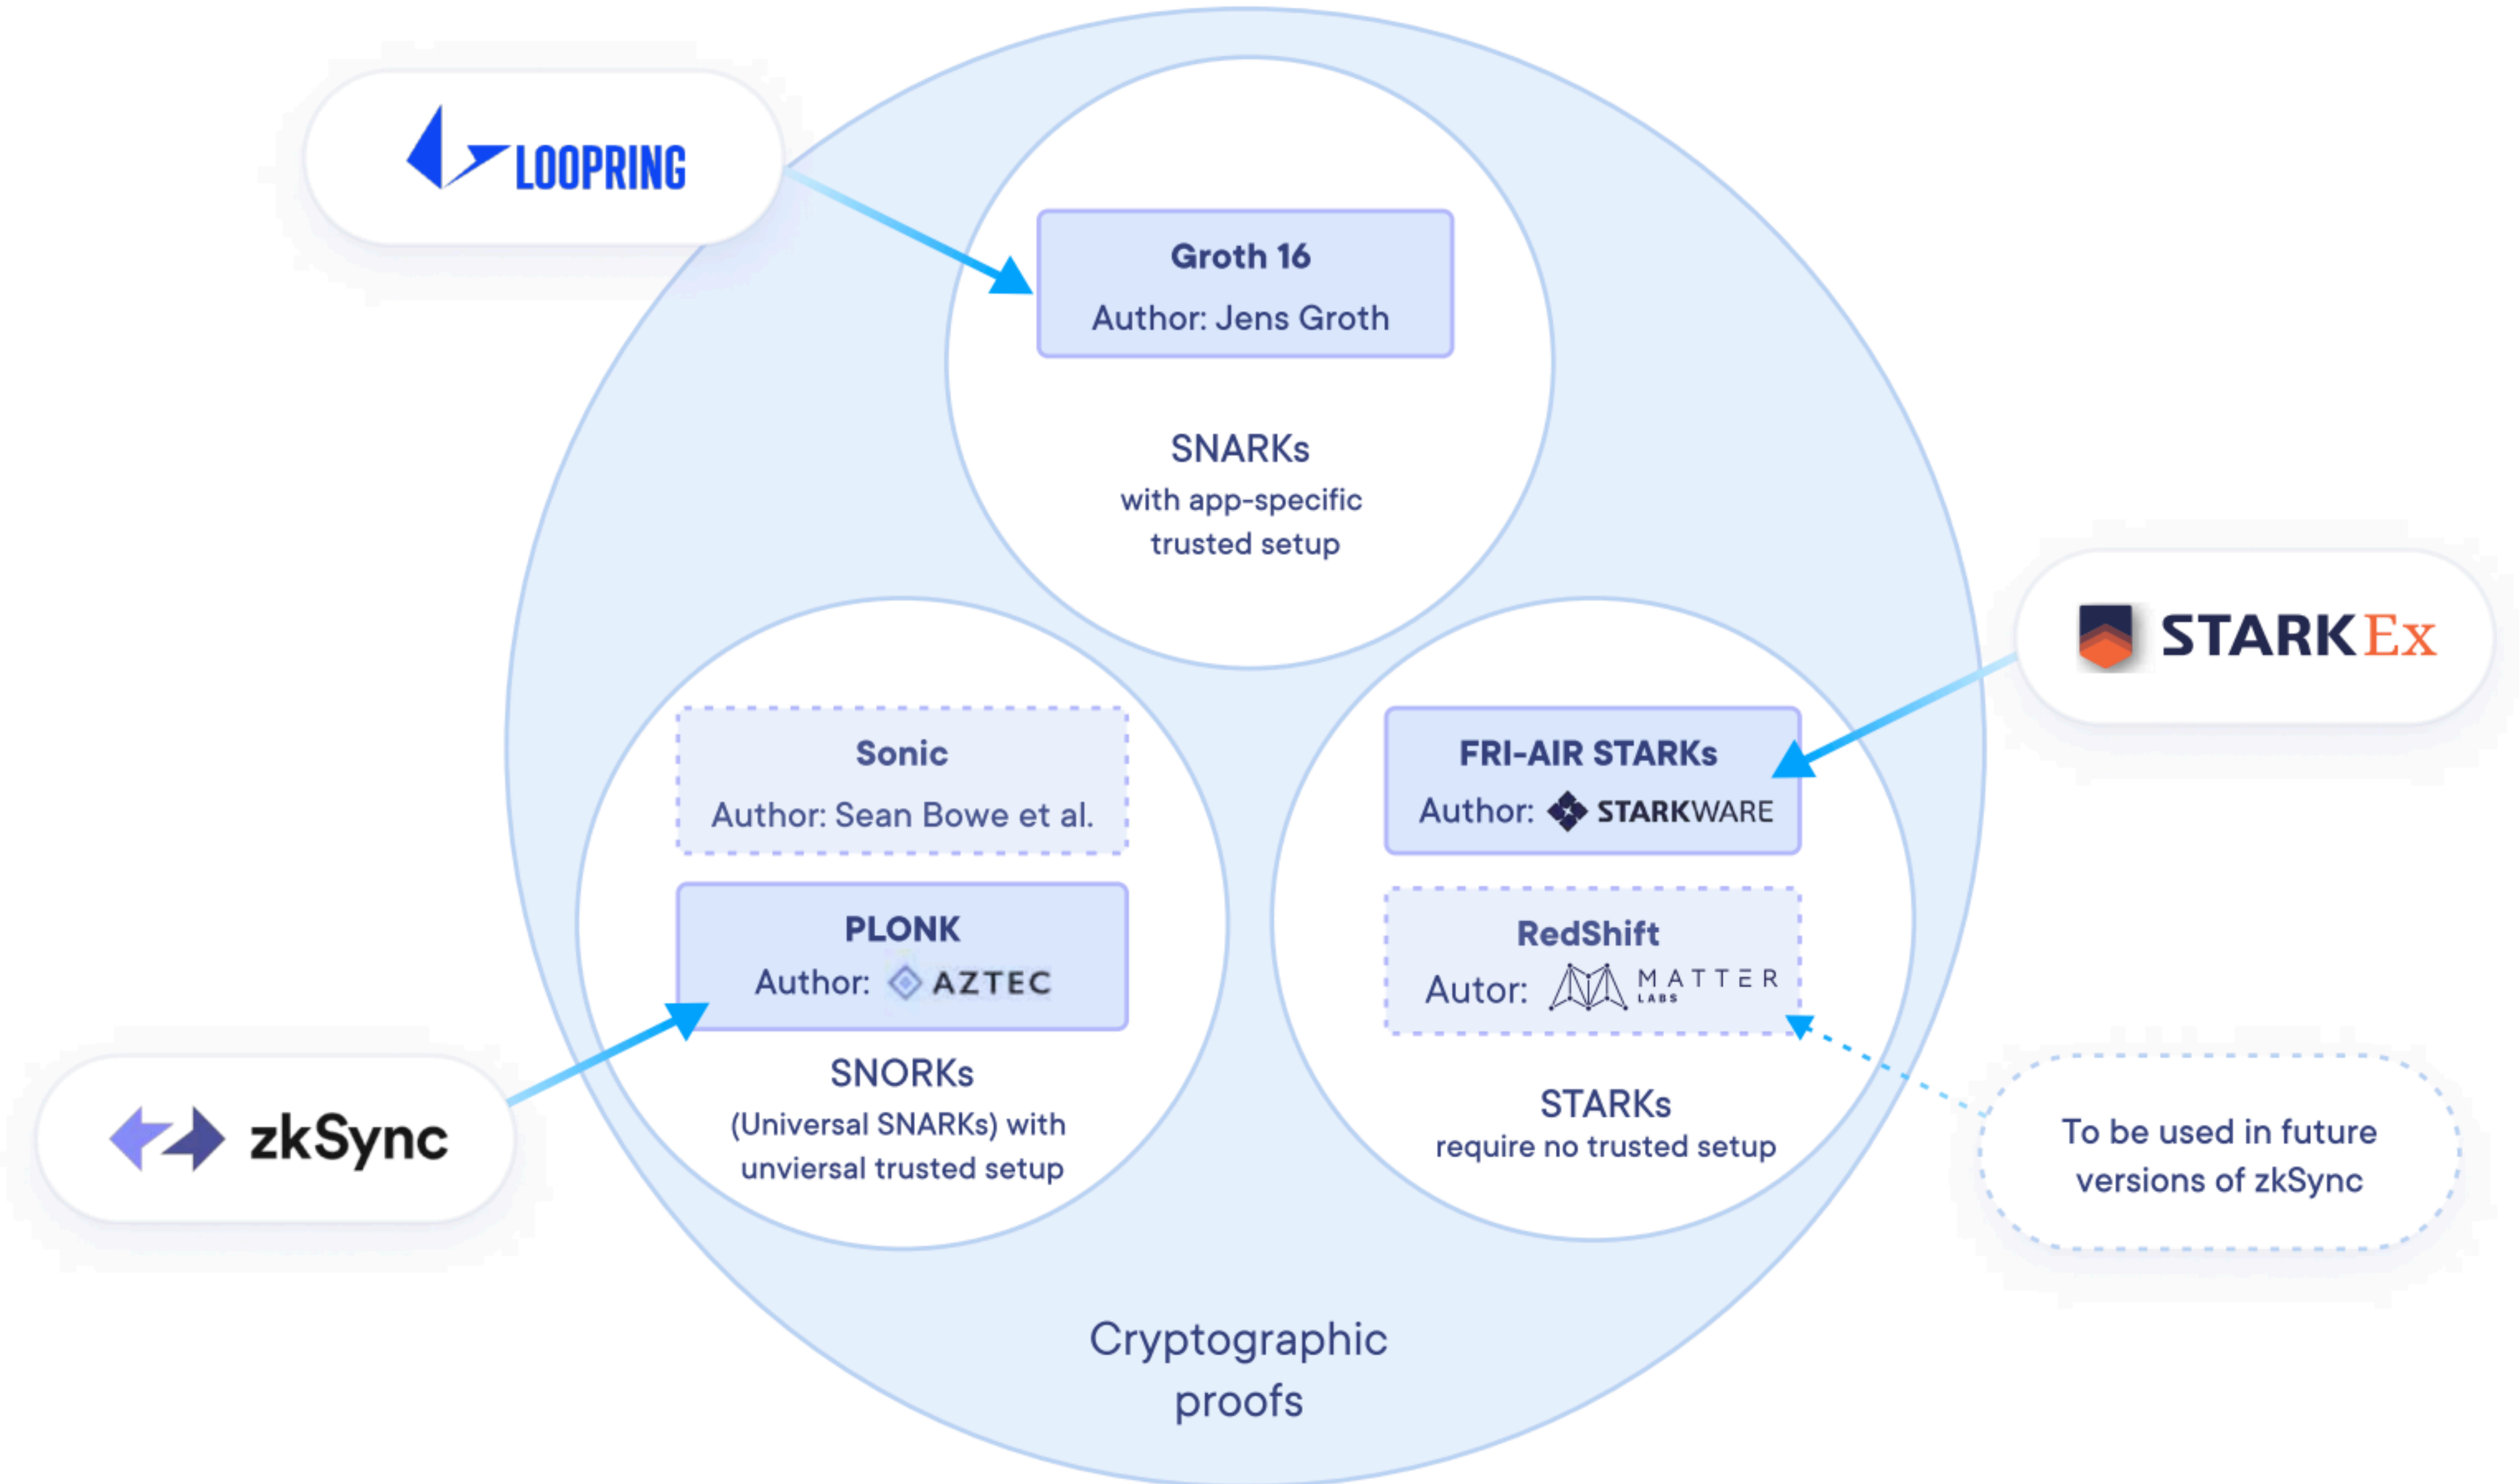 LOOPRING
Groth 16
Author: Jens Groth
SNARKs
with app-specific
trusted setup
STARKEx
Sonic
Author: Sean Bowe et al.
PLONK
Author: AZTEC
SNORKs
(Universal SNARKs) with
unviersal trusted setup
FRI-AIR STARKs
Author: STARKWARE
RedShift
Autor: MATTER
LABS
STARKs
require no trusted setup
zkSync
To be used in future
versions of zkSync
Cryptographic
proofs